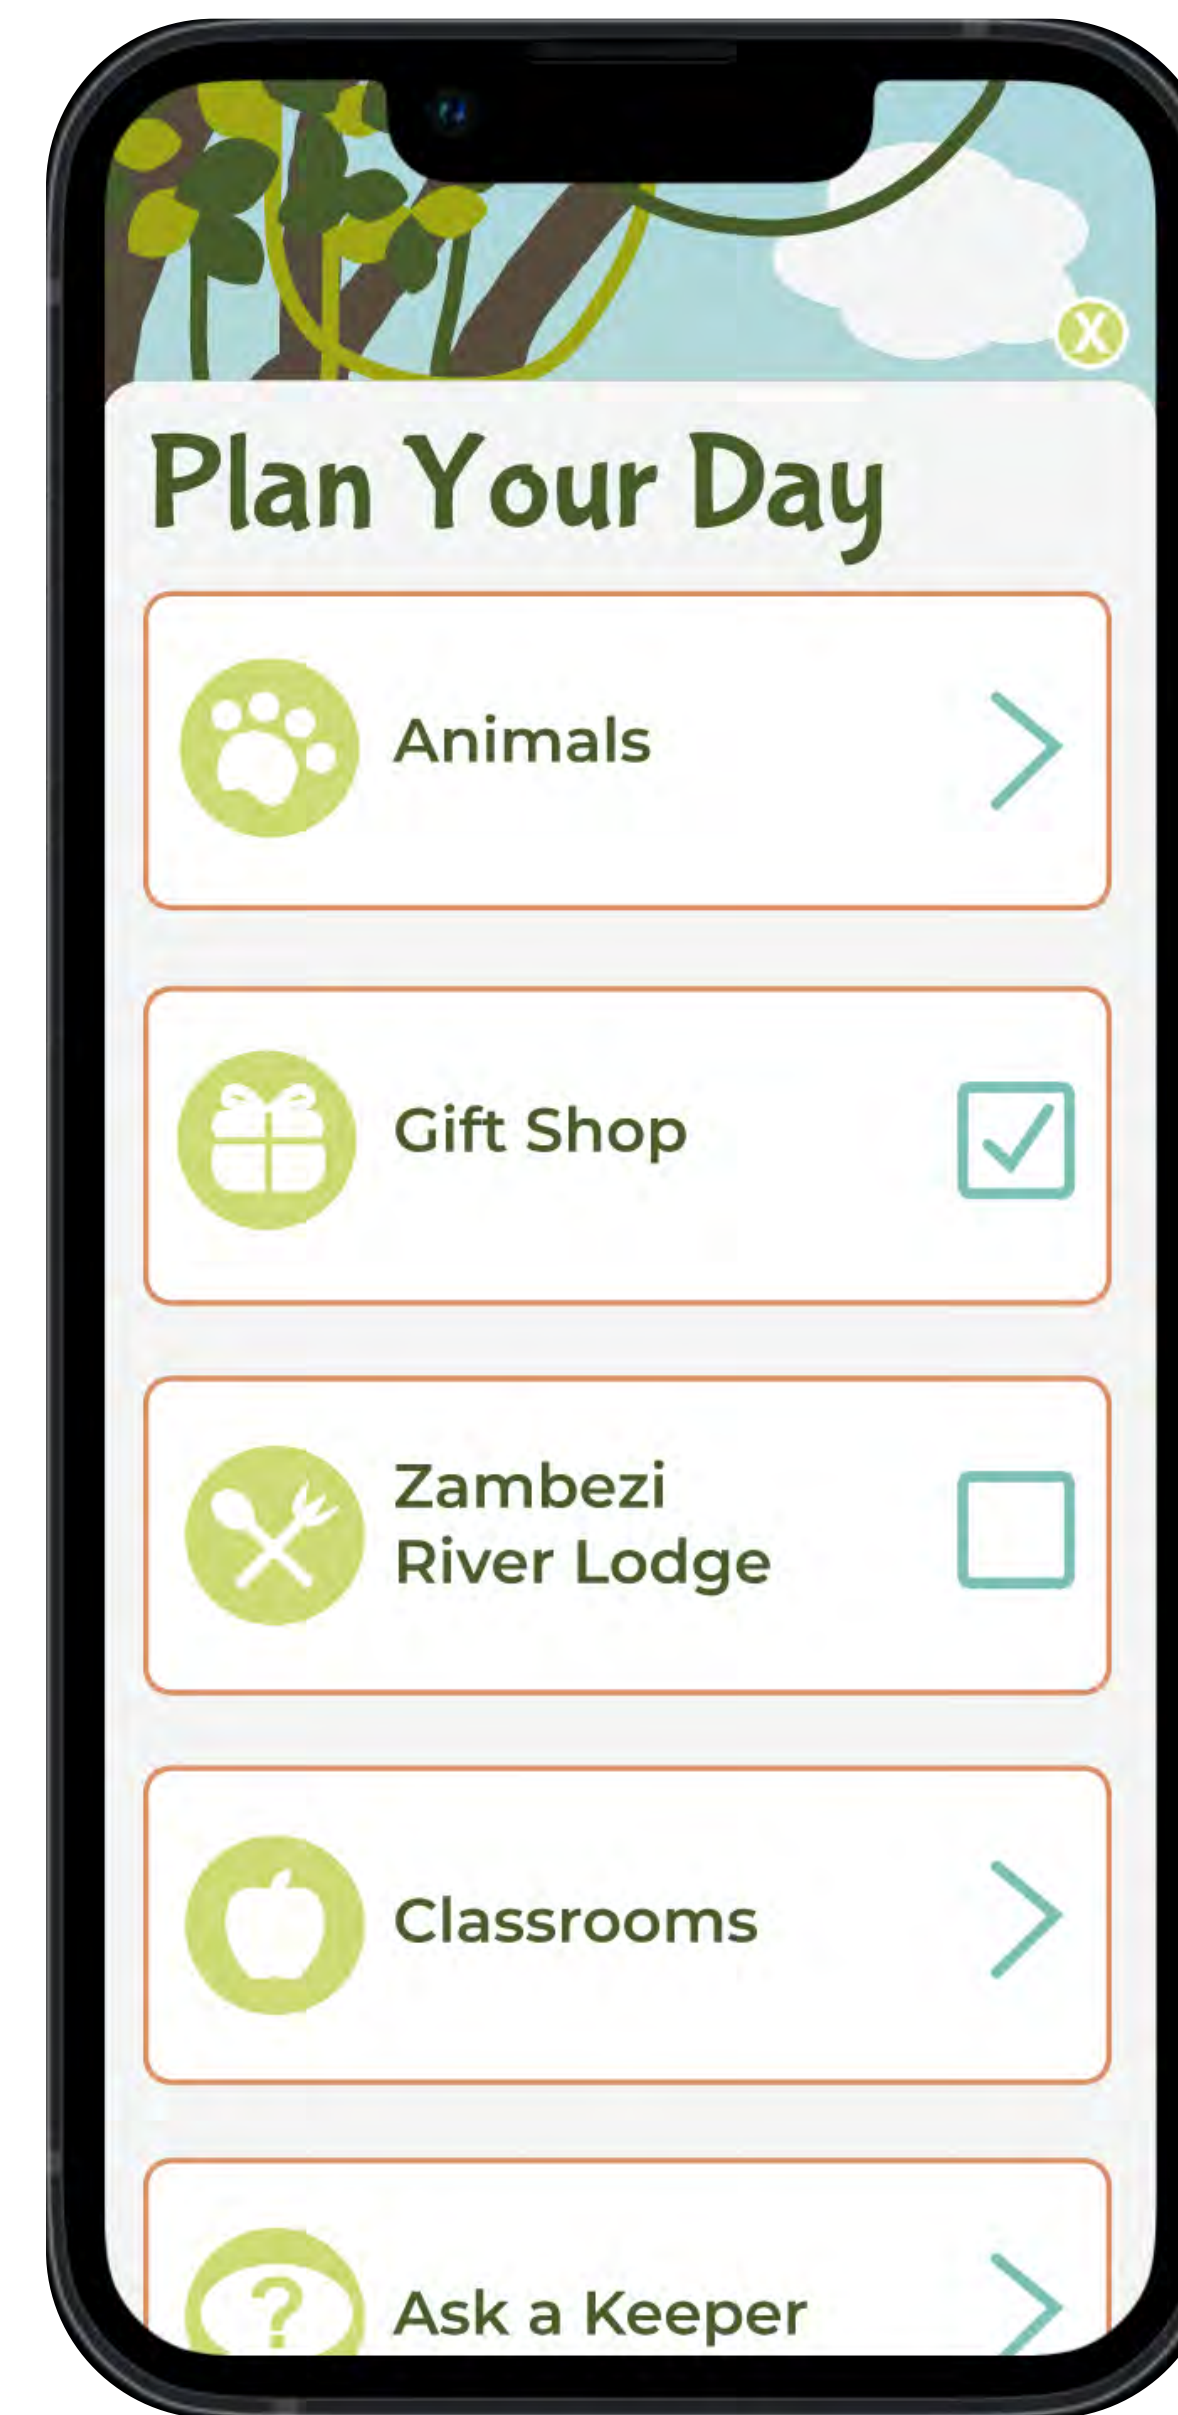 X
Plan Your Day
Animals
Gift Shop
Zambezi
River Lodge
Classrooms
?
Ask a Keeper